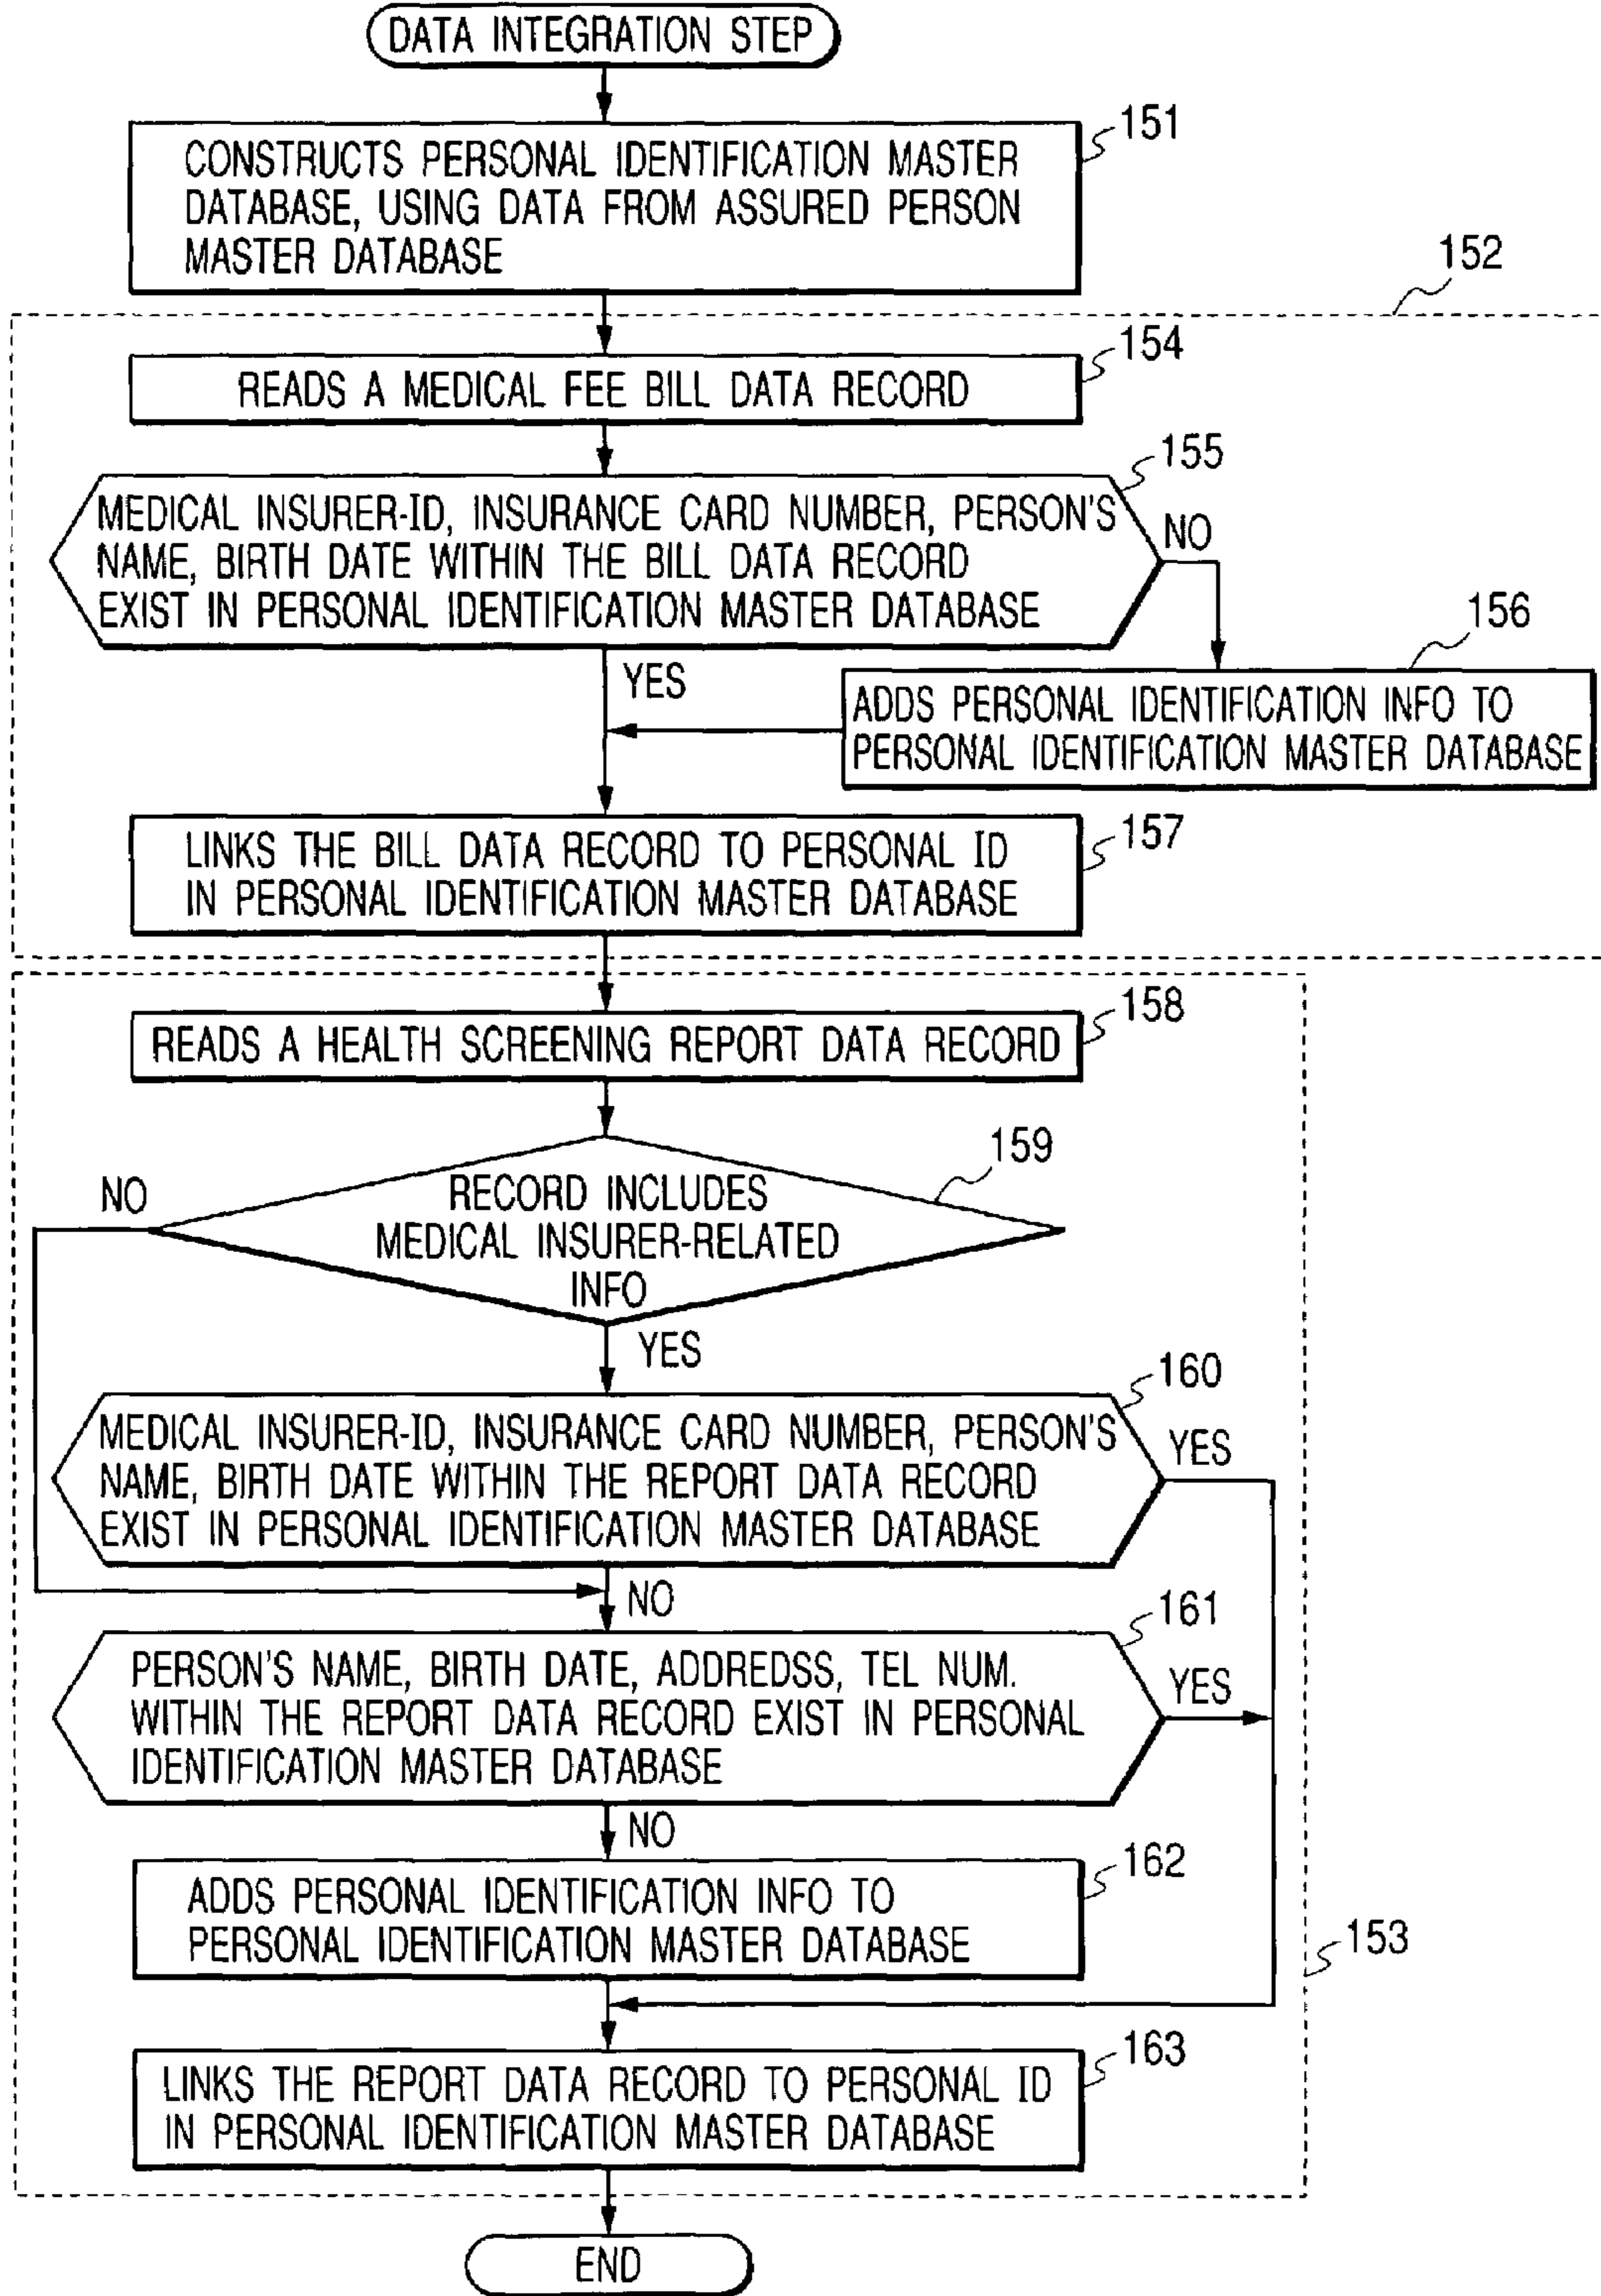 DATA INTEGRATION STEP
151
CONSTRUCTS PERSONAL IDENTIFICATION MASTER
DATABASE, USING DATA FROM ASSURED PERSON
MASTER DATABASE
152
154
READS A MEDICAL FEE BILL DATA RECORD
155
MEDICAL INSURER-ID, INSURANCE CARD NUMBER, PERSON'S
NAME, BIRTH DATE WITHIN THE BILL DATA RECORD
EXIST IN PERSONAL IDENTIFICATION MASTER DATABASE
NO
156
YES
ADDS PERSONAL IDENTIFICATION INFO TO
PERSONAL IDENTIFICATION MASTER DATABASE
157
LINKS THE BILL DATA RECORD TO PERSONAL ID
IN PERSONAL IDENTIFICATION MASTER DATABASE
158
READS A HEALTH SCREENING REPORT DATA RECORD
159
NO
RECORD INCLUDES
MEDICAL INSURER-RELATED
INFO
YES
160
MEDICAL INSURER-ID, INSURANCE CARD NUMBER, PERSON'S
NAME, BIRTH DATE WITHIN THE REPORT DATA RECORD
EXIST IN PERSONAL IDENTIFICATION MASTER DATABASE
YES
NO
161
PERSON'S NAME, BIRTH DATE, ADDREDSS, TEL NUM.
WITHIN THE REPORT DATA RECORD EXIST IN PERSONAL
IDENTIFICATION MASTER DATABASE
YES
NO
162
ADDS PERSONAL IDENTIFICATION INFO TO
PERSONAL IDENTIFICATION MASTER DATABASE
153
163
LINKS THE REPORT DATA RECORD TO PERSONAL ID
IN PERSONAL IDENTIFICATION MASTER DATABASE
END